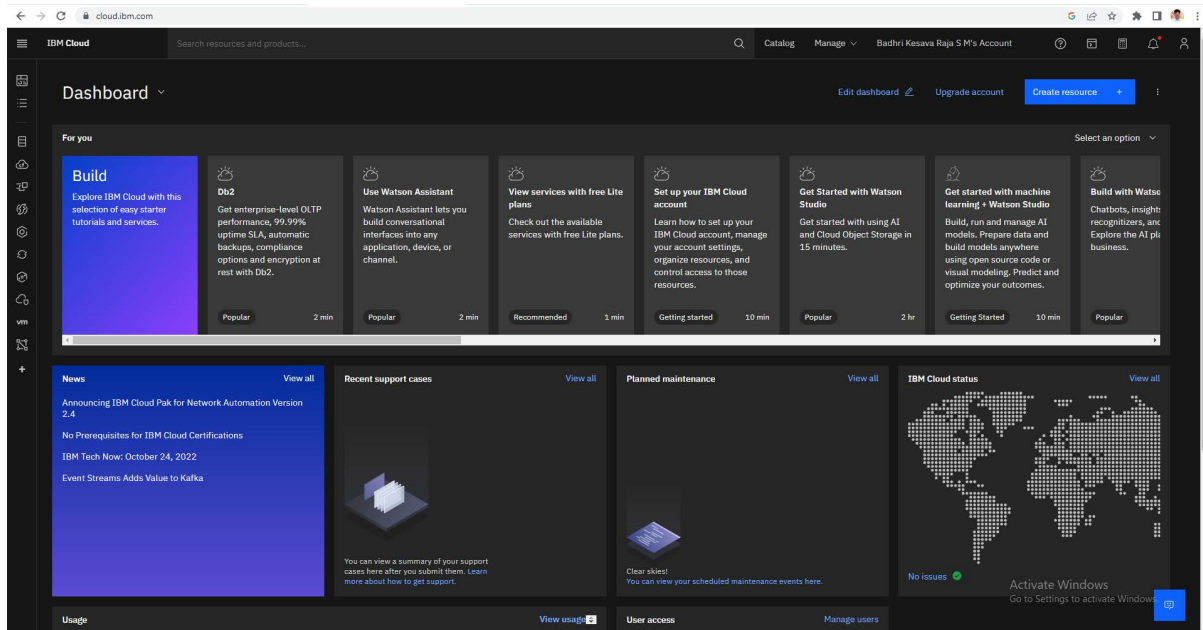 cloud.ibm.com
IBM Cloud
Search resources and products...
Catalog
Manage
Badhri Kesava Raja S M's Account
Dashboard
Edit dashboard
Upgrade account
Create resource +
For you
Select an option
Build
Explore IBM Cloud with this
selection of easy starter
tutorials and services.
Db2
Get enterprise-level OLTP
performance, 99.99%
uptime SLA, automatic
backups, compliance
options and encryption at
rest with Db2.
Popular
2 min
Use Watson Assistant
Watson Assistant lets you
build conversational
interfaces into any
application, device, or
channel.
Popular
2 min
View services with free Lite
plans
Check out the available
services with free Lite plans.
Recommended
1 min
Set up your IBM Cloud
account
Learn how to set up your
IBM Cloud account, manage
your account settings,
organize resources, and
control access to those
resources.
Getting started
10 min
Get Started with Watson
Studio
Get started with using AI
and Cloud Object Storage in
15 minutes.
Popular
2 hr
Get started with machine
learning + Watson Studio
Build, run and manage AI
models. Prepare data and
build models anywhere
using open source code or
visual modeling. Predict and
optimize your outcomes.
Getting Started
10 min
Build with Watso
Chatbots, insight
recognitizers, anc
Explore the AI pla
business.
Popular
vm
News
View all
Announcing IBM Cloud Pak for Network Automation Version
2.4
No Prerequisites for IBM Cloud Certifications
IBM Tech Now: October 24, 2022
Event Streams Adds Value to Kafka
Recent support cases
View all
You can view a summary of your support
cases here after you submit them. Learn
more about how to get support.
Planned maintenance
View all
Clear skies!
You can view your scheduled maintenance events here.
IBM Cloud status
View all
No issues
Activate Windows
Go to Settings to activate Windows.
Usage
View usage
User access
Manage users